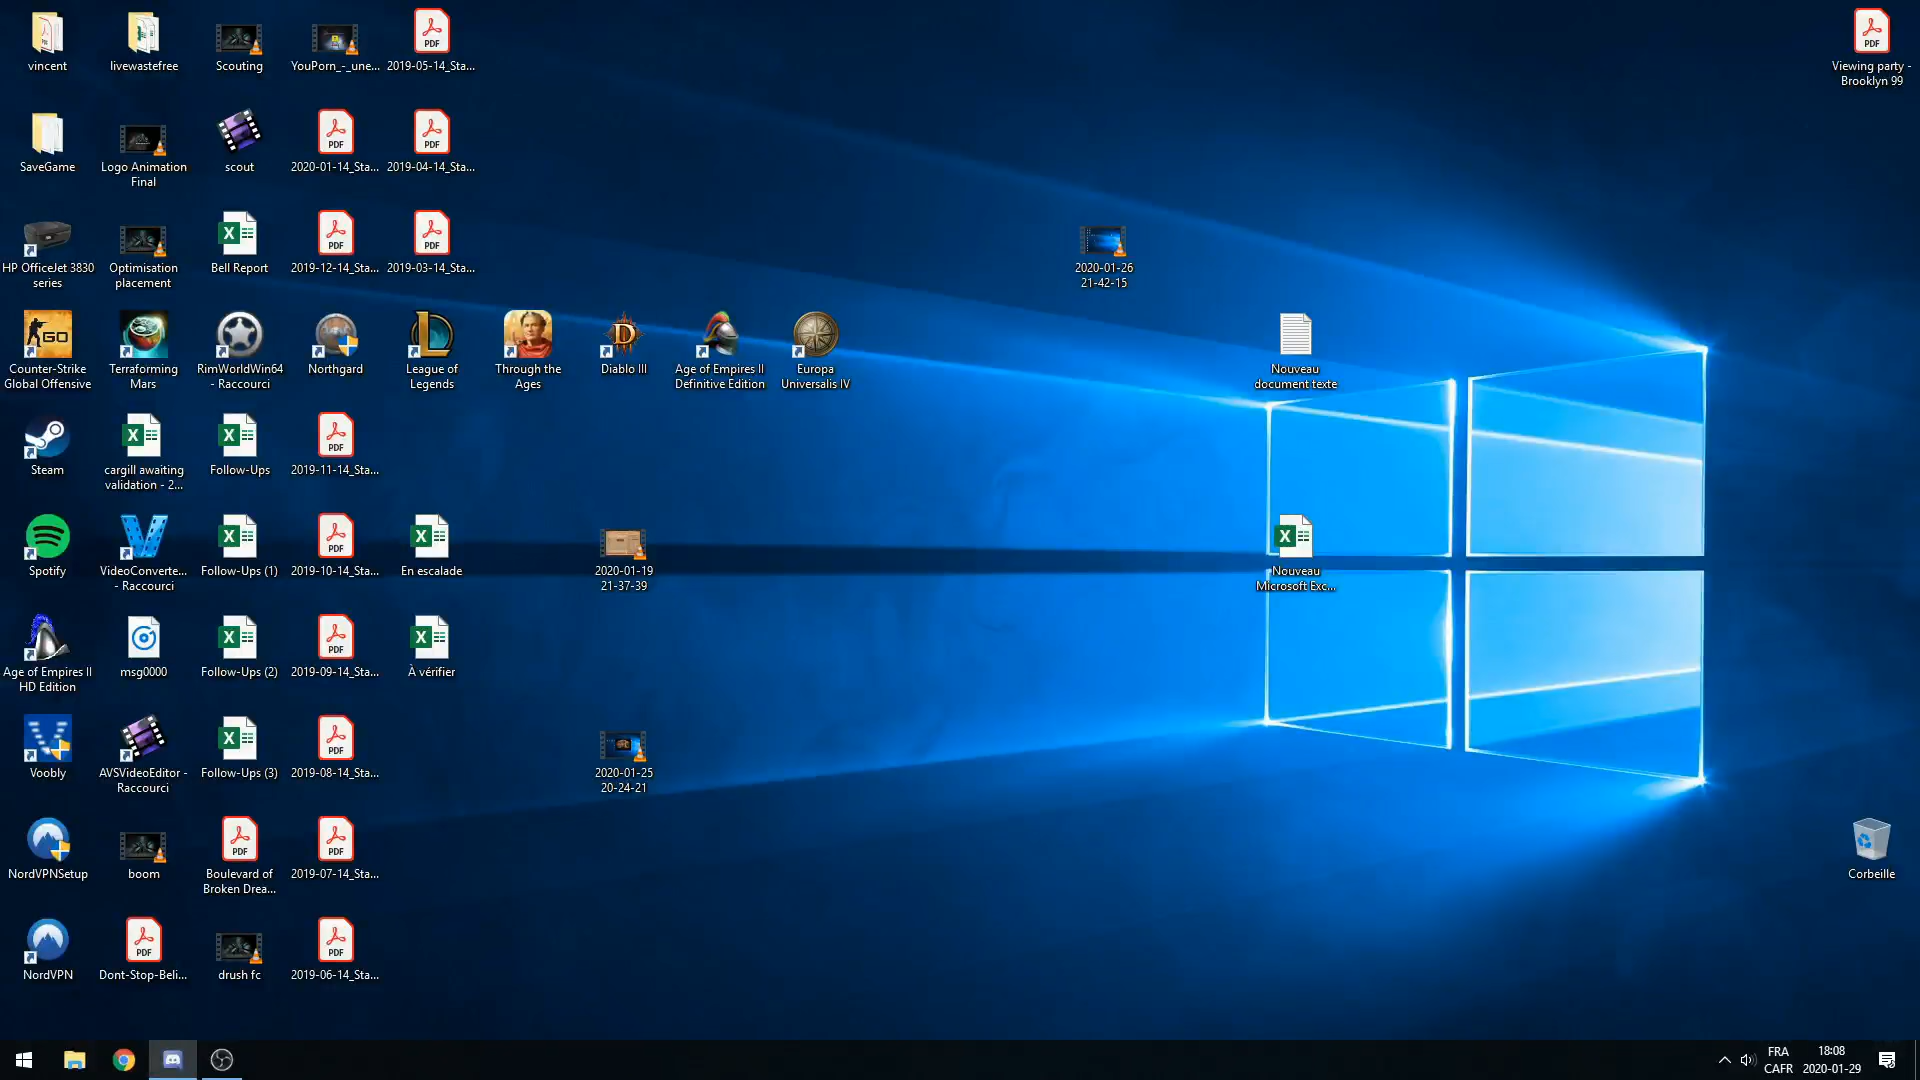 vincent
livewastefree
Scouting
YouPorn_-_une...
2019-05-14_Sta...
Viewing party -
Brooklyn 99
SaveGame
Logo Animation
Final
scout
2020-01-14_Sta...
2019-04-14_Sta...
HP OfficeJet 3830
series
Optimisation
placement
Bell Report
2019-12-14_Sta...
2019-03-14_Sta...
2020-01-26
21-42-15
Counter-Strike
Global Offensive
Terraforming
Mars
RimWorldWin64
- Raccourci
Northgard
League of
Legends
Through the
Ages
Diablo III
Age of Empires II
Definitive Edition
Europa
Universalis IV
Nouveau
document texte
Steam
cargill awaiting
validation - 2...
Follow-Ups
2019-11-14_Sta...
Spotify
VideoConverte...
- Raccourci
Follow-Ups (1)
2019-10-14_Sta...
En escalade
2020-01-19
21-37-39
Nouveau
Microsoft Exc...
Age of Empires II
HD Edition
msg0000
Follow-Ups (2)
2019-09-14_Sta...
À vérifier
Voobly
AVSVideoEditor -
Raccourci
Follow-Ups (3)
2019-08-14_Sta...
2020-01-25
20-24-21
NordVPNSetup
boom
Boulevard of
Broken Drea...
2019-07-14_Sta...
Corbeille
NordVPN
Dont-Stop-Beli...
drush fc
2019-06-14_Sta...
FRA
CAFR
18:08
2020-01-29